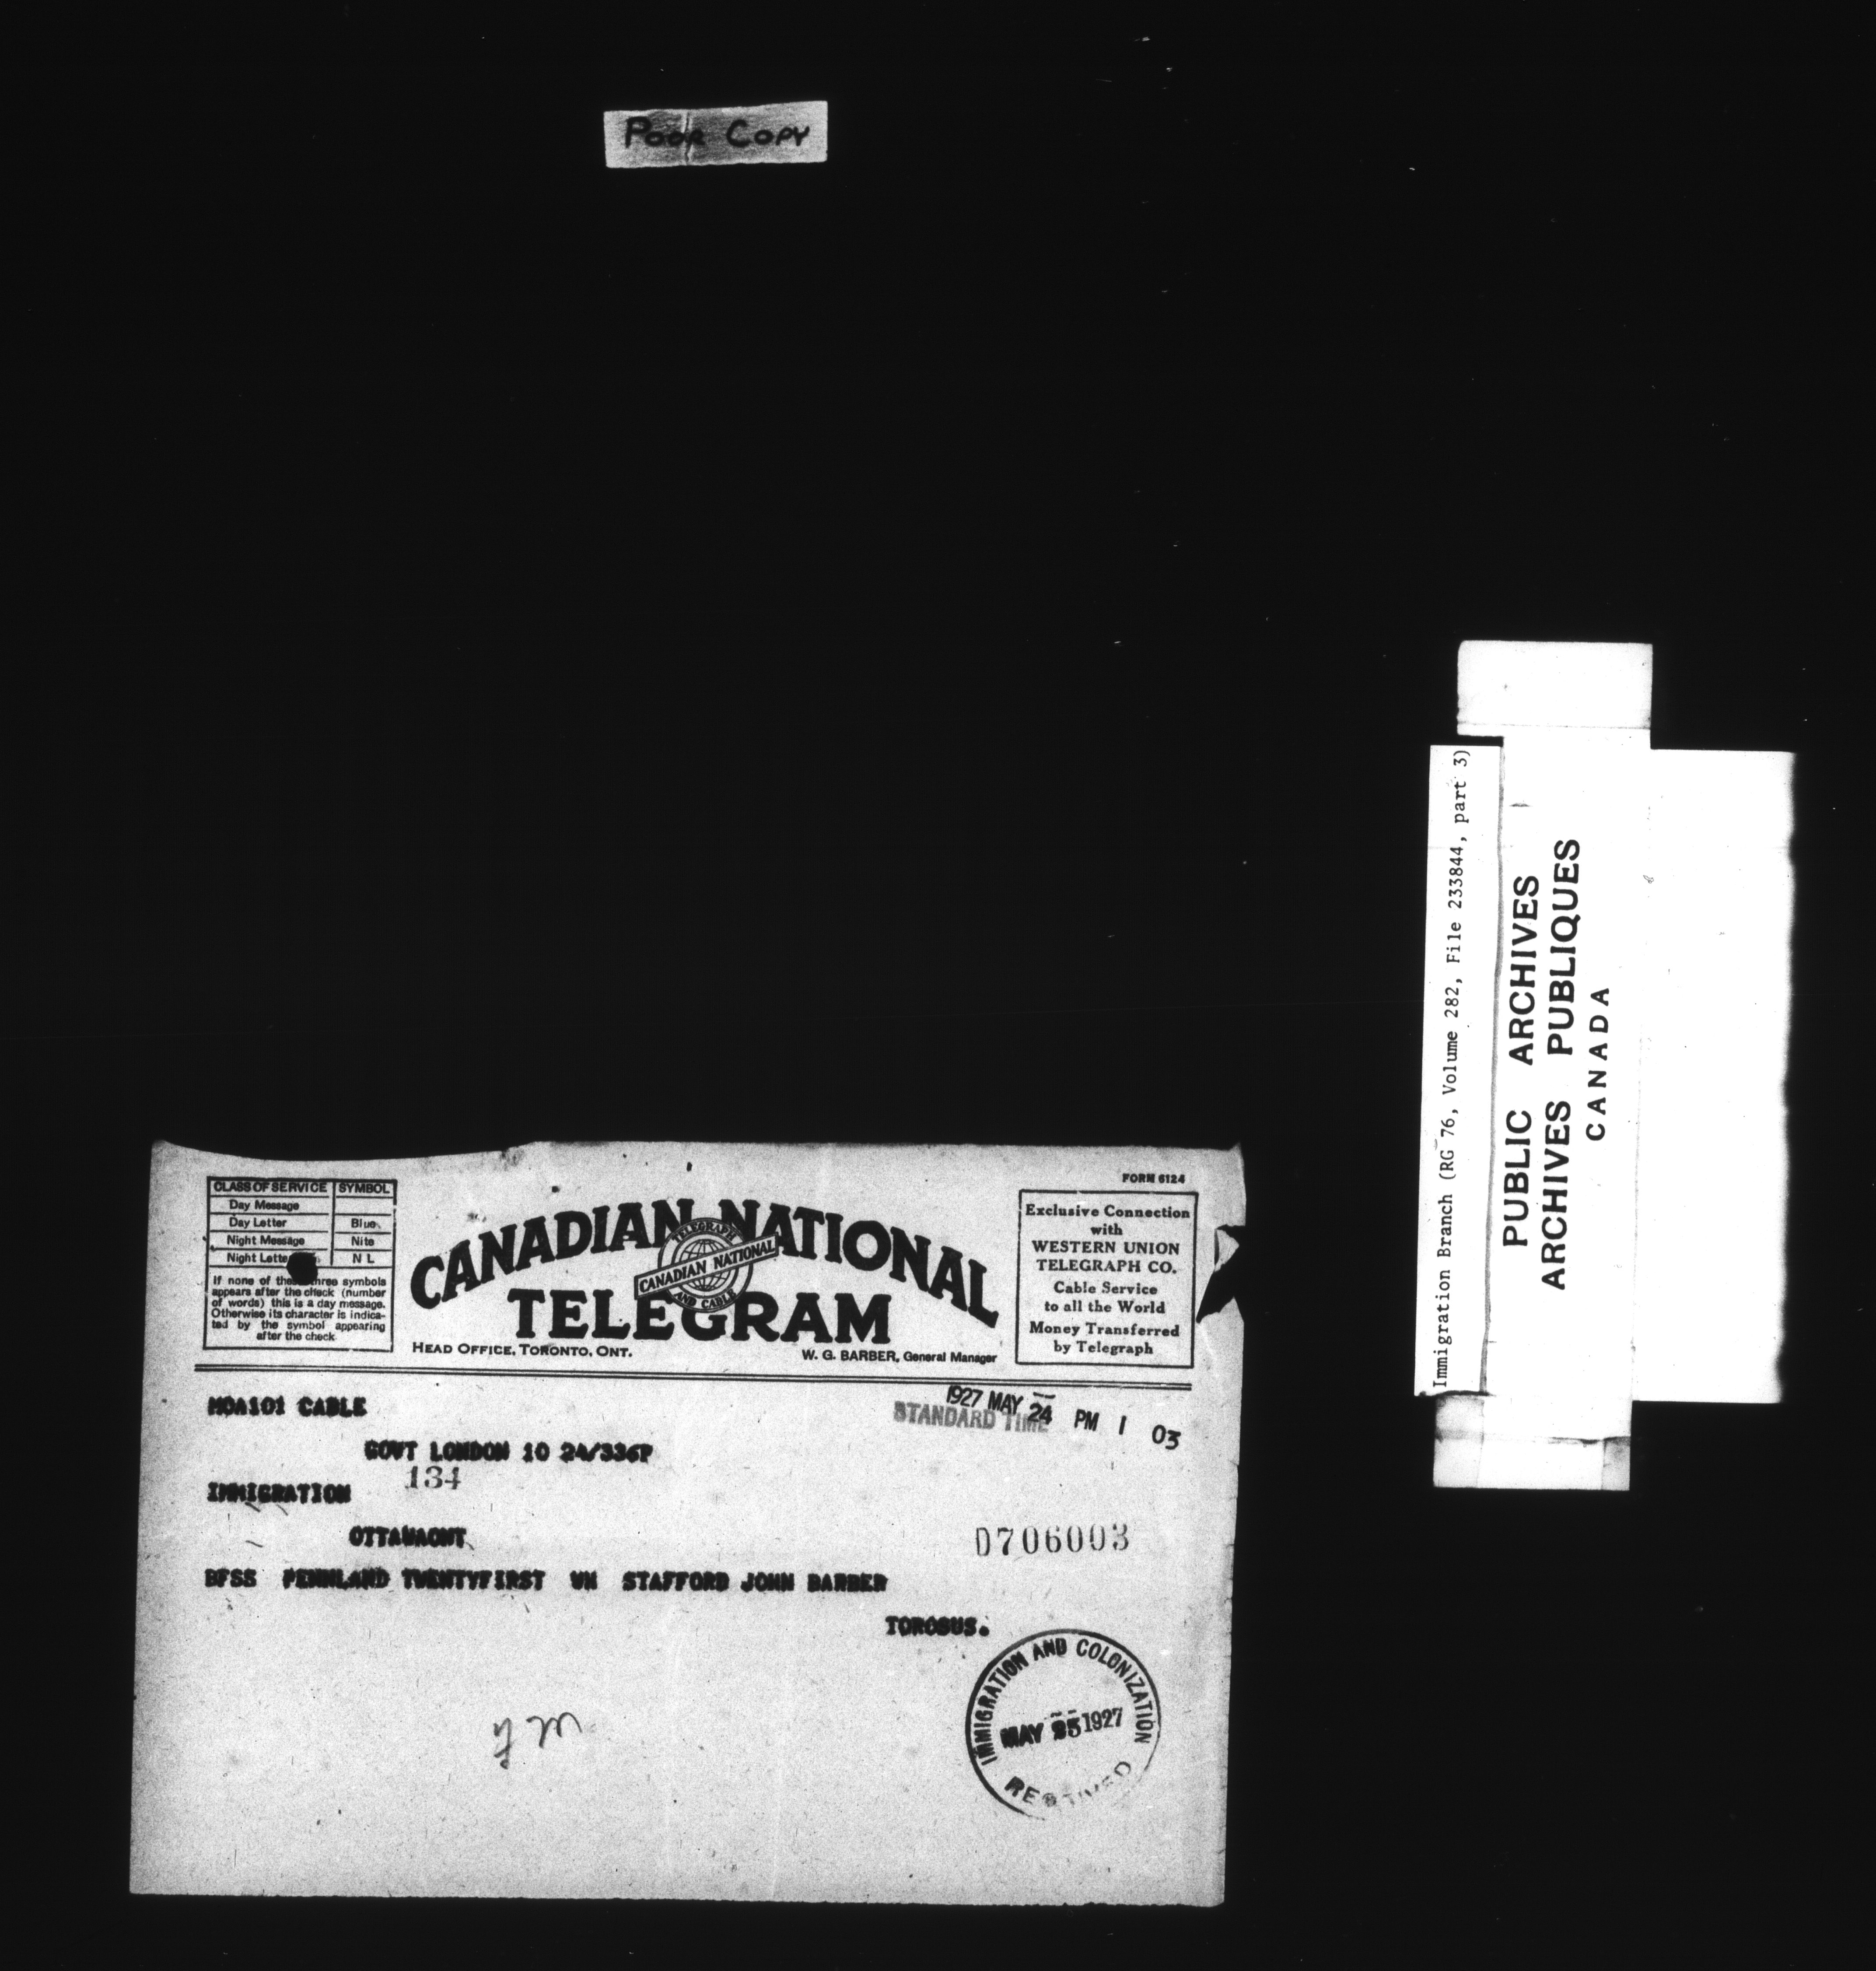 Poor Copy
FORM 6124
CLASS OF SERVICE SYMBOL
Day Message
Day Letter Blue
Night Message Nite
Night Lette N L
If none of these three symbols
appears after the check (number
of words) this is a day message.
Otherwise its character is indica-
ted by the symbol appearing
after the check
CANADIAN NATIONAL
TELEGRAPH
CANADIAN NATIONAL
AND CABLE
TELEGRAM
HEAD OFFICE, TORONTO, ONT.
W. G. BARBER, General Manager
Exclusive Connection
with
WESTERN UNION
TELEGRAPH CO.
Cable Service
to all the World
Money Transferred
by Telegraph
1927 MAY 24 PM 1 03
STANDARD TIME
MOA101 CABLE
GOVT LONDON 10 24/336P
134
IMMIGRATION
OTTAWAONT
0706003
BFSS PENNLAND TWENTYFIRST WM STAFFORD JOHN BARBER
TOROSUS.
IMMIGRATION AND COLONIZATION
MAY 25 1927
RECEIVED
Immigration Branch (RG 76, Volume 282, File 233844, part 3)
PUBLIC ARCHIVES
ARCHIVES PUBLIQUES
CANADA